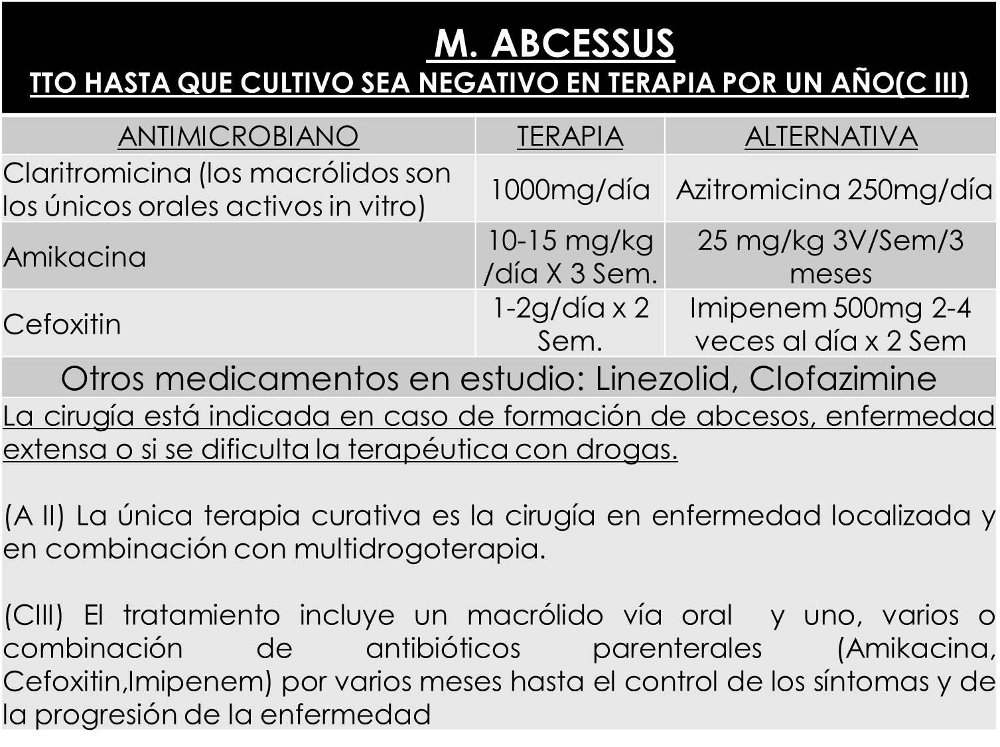 M. ABCESSUS
TTO HASTA QUE CULTIVO SEA NEGATIVO EN TERAPIA POR UN AÑO(C III)
ANTIMICROBIANO TERAPIA ALTERNATIVA
Claritromicina (los macrólidos son
los únicos orales activos in vitro)
1000mg/día
Azitromicina 250mg/día
Amikacina
10-15 mg/kg
/día X 3 Sem.
25 mg/kg 3V/Sem/3
meses
Cefoxitin
1-2g/día x 2
Sem.
Imipenem 500mg 2-4
veces al día x 2 Sem
Otros medicamentos en estudio: Linezolid, Clofazimine
La cirugía está indicada en caso de formación de abcesos, enfermedad
extensa o si se dificulta la terapéutica con drogas.
(A II) La única terapia curativa es la cirugía en enfermedad localizada y
en combinación con multidrogoterapia.
(CIII) El tratamiento incluye un macrólido vía oral y uno, varios o
combinación de antibióticos parenterales (Amikacina,
Cefoxitin,Imipenem) por varios meses hasta el control de los síntomas y de
la progresión de la enfermedad